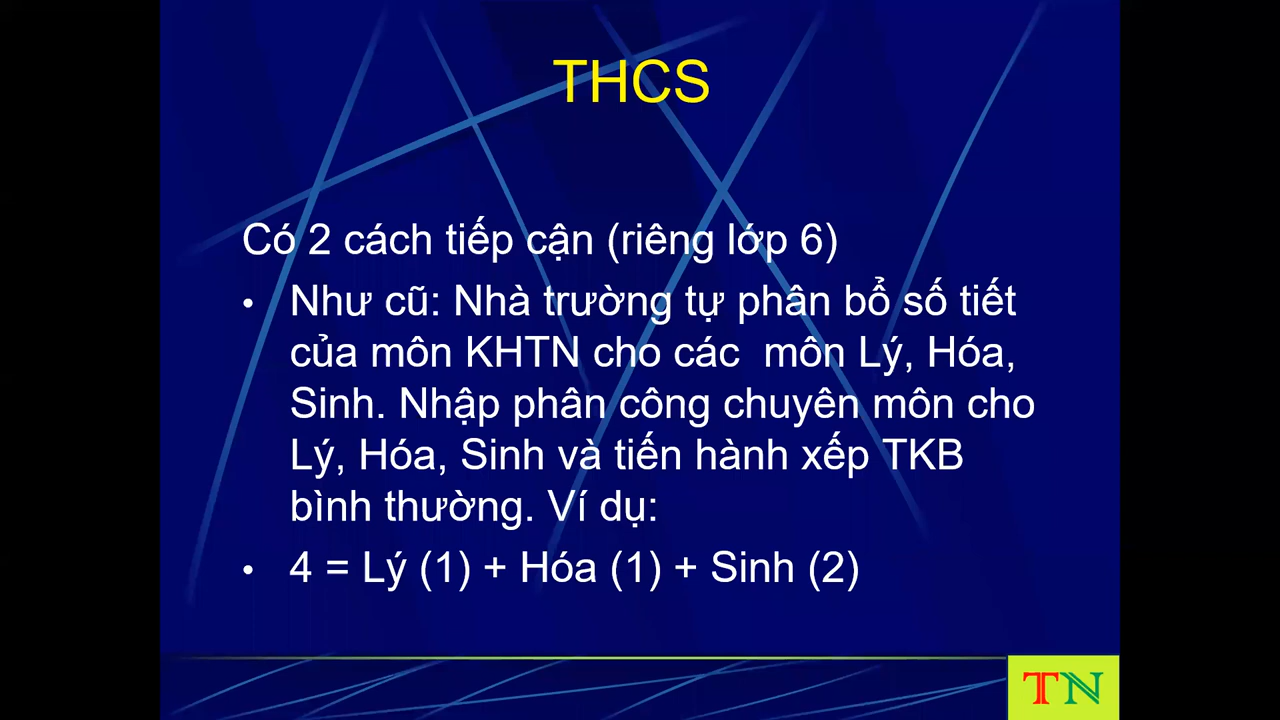 THCS
Có 2 cách tiếp cận (riêng lớp 6)
• Như cũ: Nhà trường tự phân bổ số tiết
của môn KHTN cho các môn Lý, Hóa,
Sinh. Nhập phân công chuyên môn cho
Lý, Hóa, Sinh và tiến hành xếp TKB
bình thường. Ví dụ:
• 4 = Lý (1) + Hóa (1) + Sinh (2)
TN